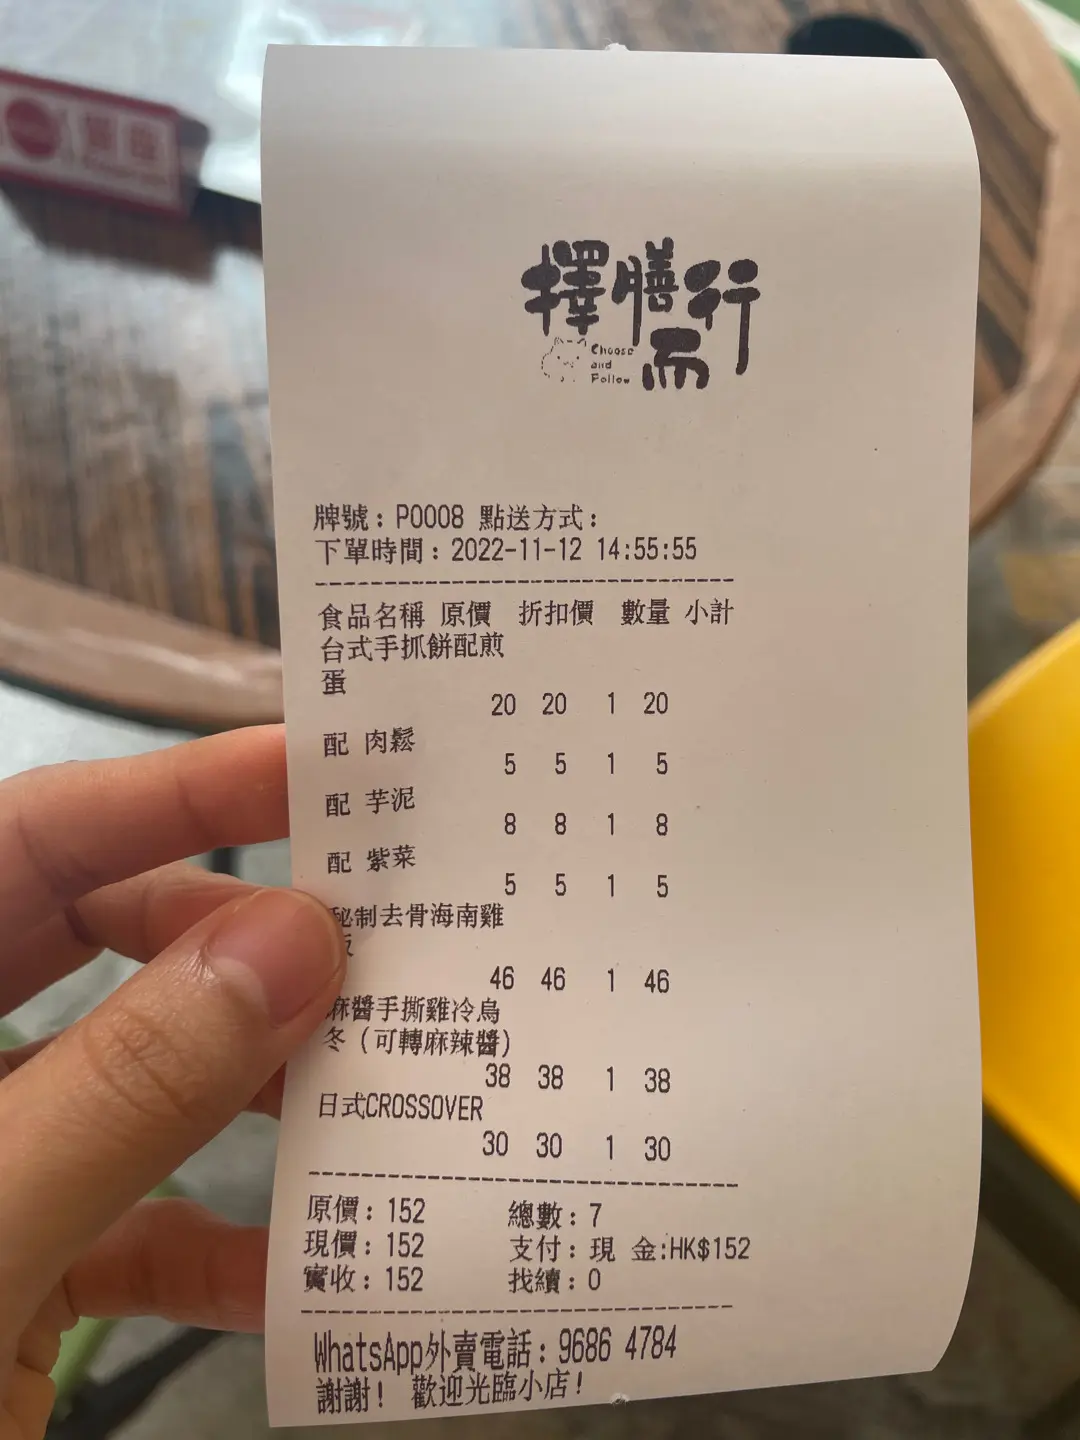 擇膳而行
Choose
and
Follow
牌號：P0008 點送方式：
下單時間：2022-11-12 14:55:55
食品名稱 原價 折扣價 數量 小計
台式手抓餅配煎
蛋
20 20 1 20
配 肉鬆
5 5 1 5
配 芋泥
8 8 1 8
配 紫菜
5 5 1 5
秘制去骨海南雞
飯
46 46 1 46
麻醬手撕雞冷烏
冬（可轉麻辣醬）
38 38 1 38
日式CROSSOVER
30 30 1 30
原價：152 總數：7
現價：152 支付：現 金:HK$152
實收：152 找續：0
WhatsApp外賣電話：9686 4784
謝謝！ 歡迎光臨小店！